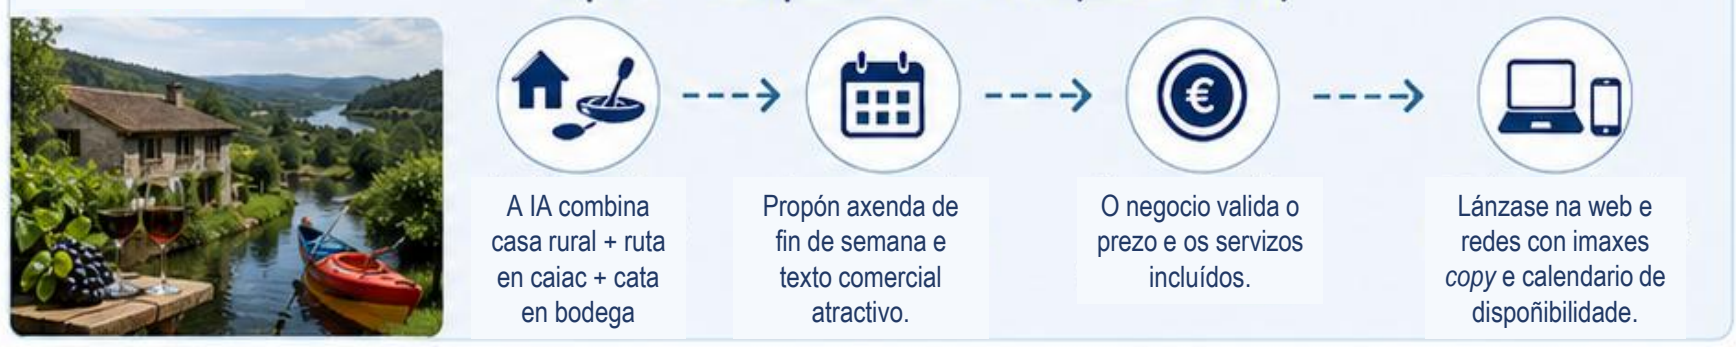 A IA combina
casa rural + ruta
en caiac + cata
en bodega
Propón axenda de
fin de semana e
texto comercial
atractivo.
€
O negocio valida o
prezo e os servizos
incluídos.
Lánzase na web e
redes con imaxes
copy e calendario de
dispoñibilidade.